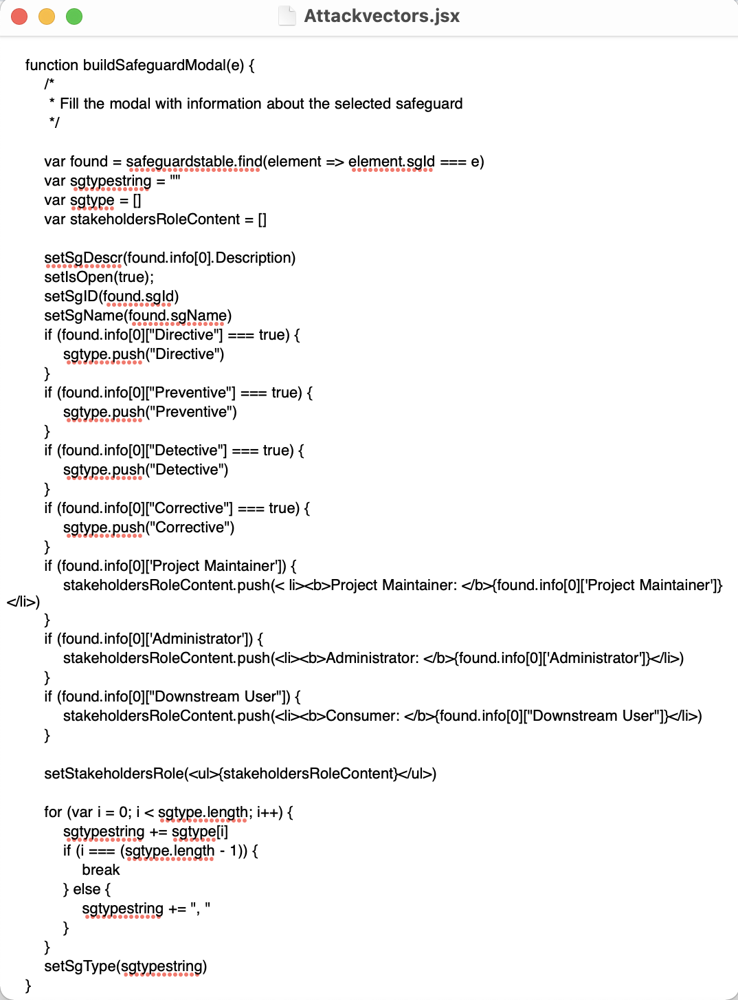 Attackvectors.jsx
function buildSafeguardModal(e) {
/*
* Fill the modal with information about the selected safeguard
*/
var found = safeguardstable.find(element => element.sgId === e)
var sgtypestring = ""
var sgtype = []
var stakeholdersRoleContent = []
setSgDescr(found.info[0].Description)
setIsOpen(true);
setSgID(found.sgId)
setSgName(found.sgName)
if (found.info[0]["Directive"] === true) {
sgtype.push("Directive")
}
if (found.info[0]["Preventive"] === true) {
sgtype.push("Preventive")
}
if (found.info[0]["Detective"] === true) {
sgtype.push("Detective")
}
if (found.info[0]["Corrective"] === true) {
sgtype.push("Corrective")
}
if (found.info[0]['Project Maintainer']) {
stakeholdersRoleContent.push(< li><b>Project Maintainer: </b>{found.info[0]['Project Maintainer']}
</li>)
}
if (found.info[0]['Administrator']) {
stakeholdersRoleContent.push(<li><b>Administrator: </b>{found.info[0]['Administrator']}</li>)
}
if (found.info[0]["Downstream User"]) {
stakeholdersRoleContent.push(<li><b>Consumer: </b>{found.info[0]["Downstream User"]}</li>)
}
setStakeholdersRole(<ul>{stakeholdersRoleContent}</ul>)
for (var i = 0; i < sgtype.length; i++) {
sgtypestring += sgtype[i]
if (i === (sgtype.length - 1)) {
break
} else {
sgtypestring += ", "
}
}
setSgType(sgtypestring)
}